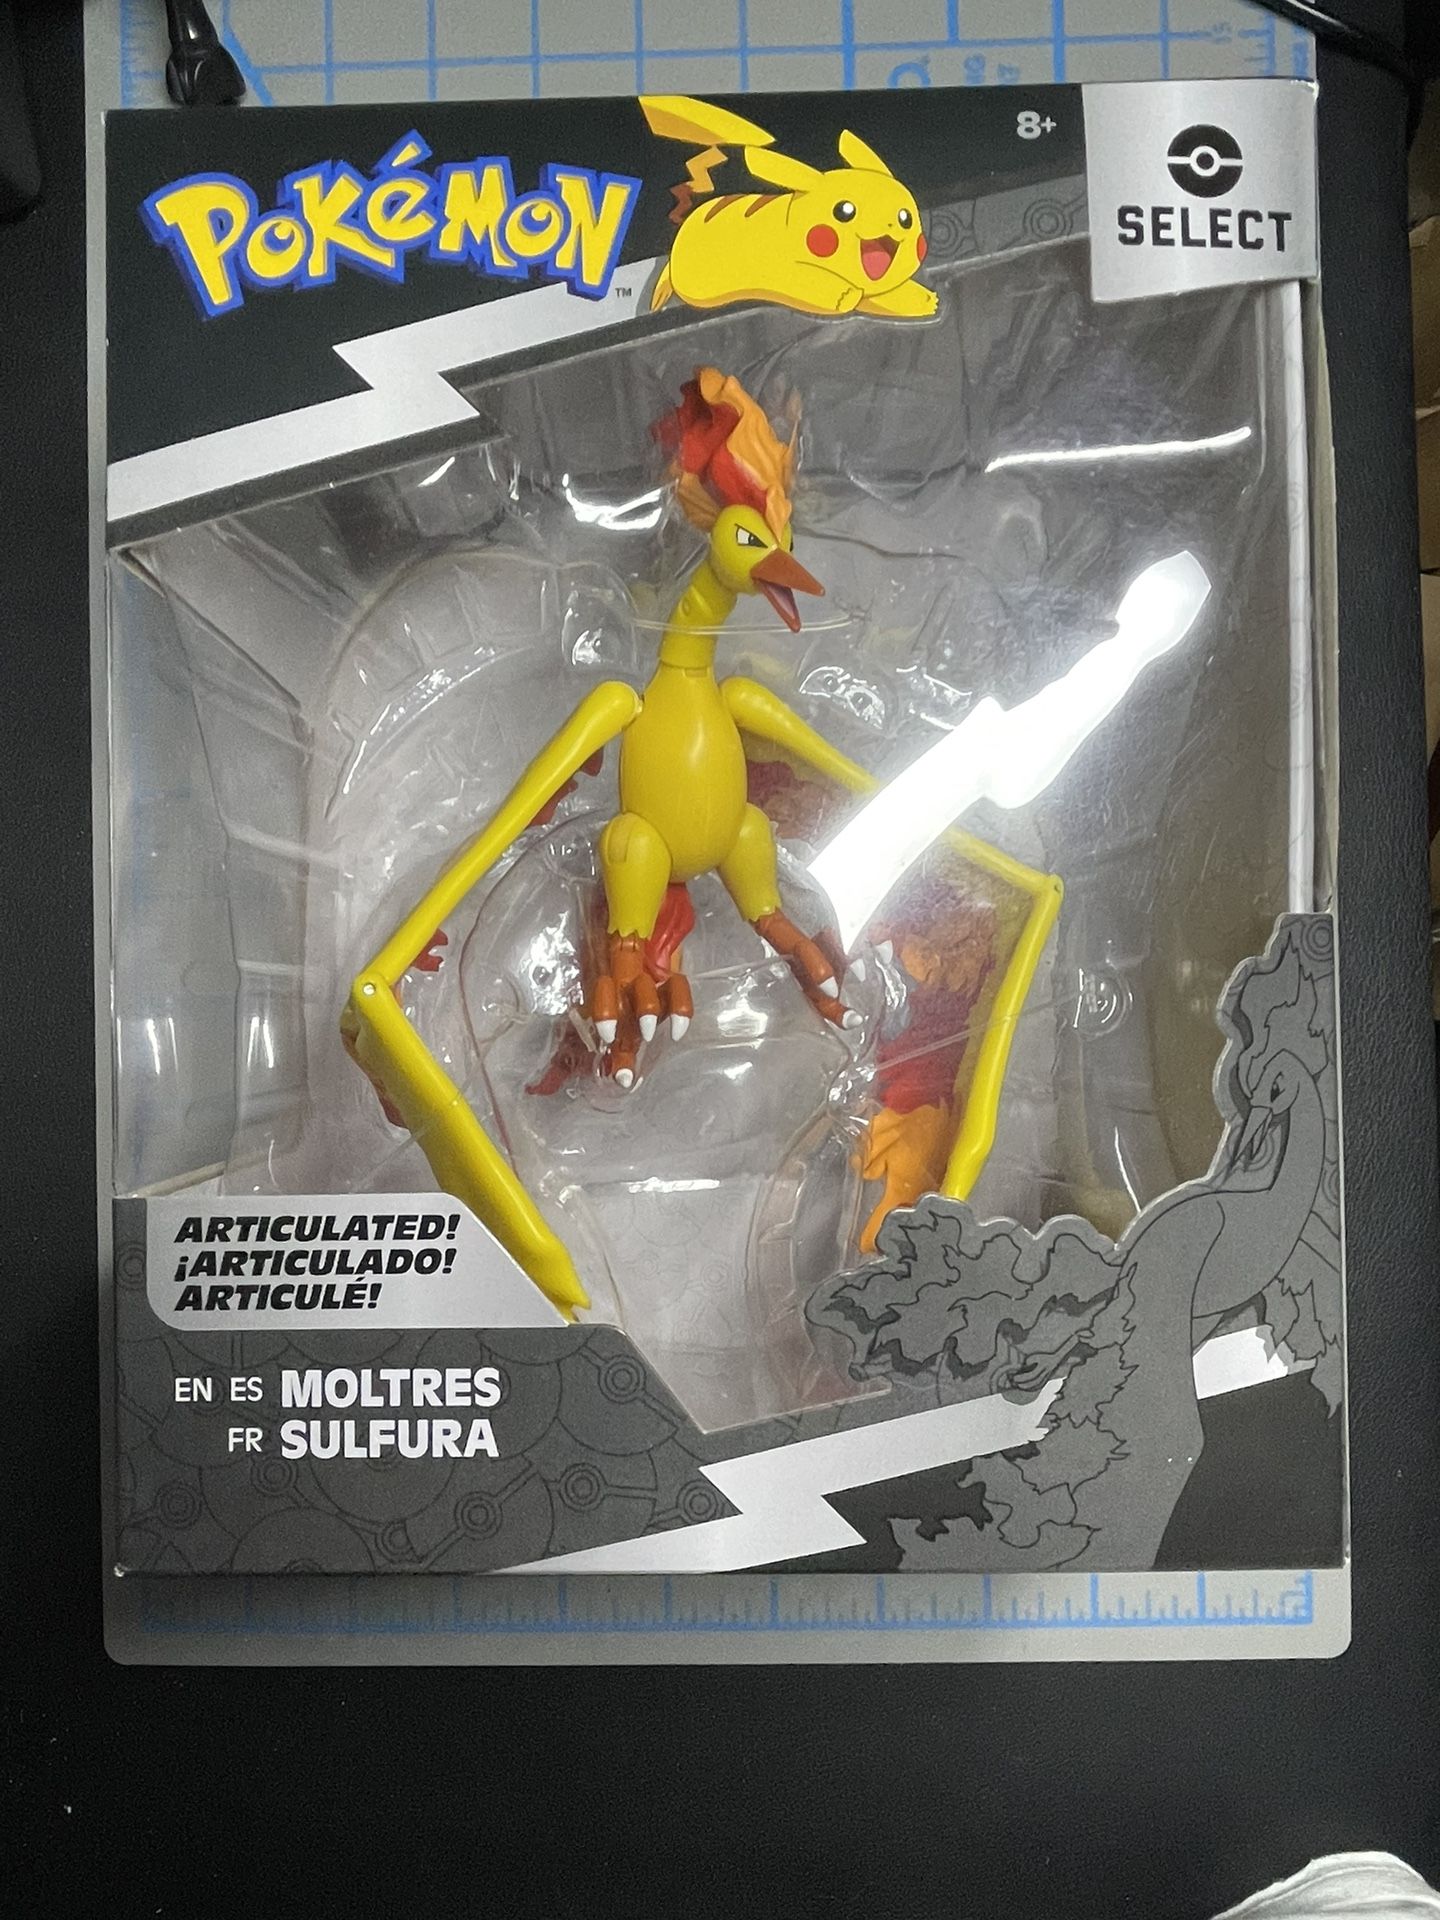 POKéMON
TM
8+
SELECT
ARTICULATED!
¡ARTICULADO!
ARTICULÉ!
EN ES MOLTRES
FR SULFURA